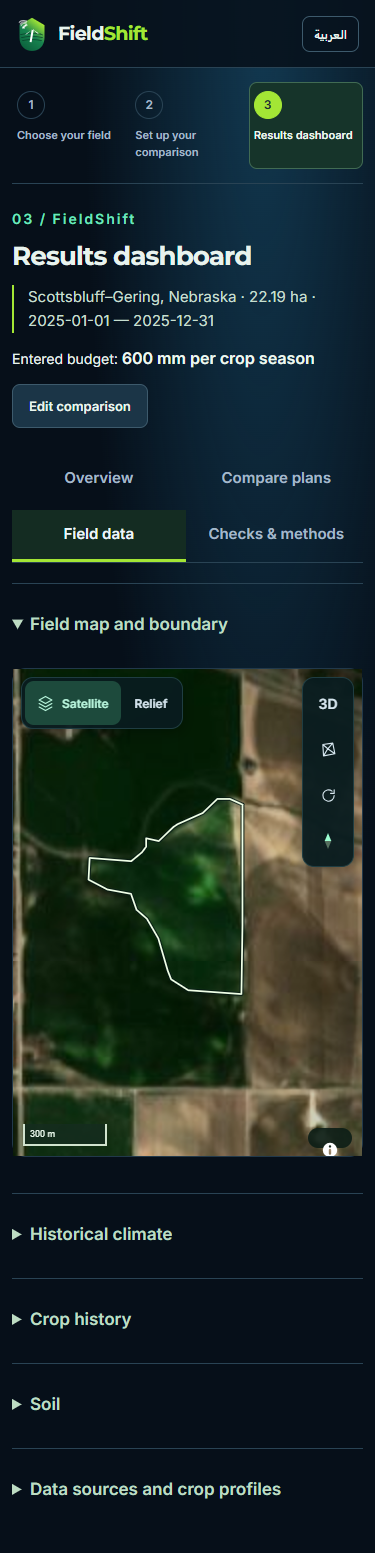 FieldShift
العربية
1
Choose your field
2
Set up your
comparison
3
Results dashboard
03 / FieldShift
Results dashboard
Scottsbluff–Gering, Nebraska · 22.19 ha ·
2025-01-01 — 2025-12-31
Entered budget: 600 mm per crop season
Edit comparison
Overview
Compare plans
Field data
Checks & methods
▼ Field map and boundary
Satellite
Relief
3D
300 m
▶ Historical climate
▶ Crop history
▶ Soil
▶ Data sources and crop profiles